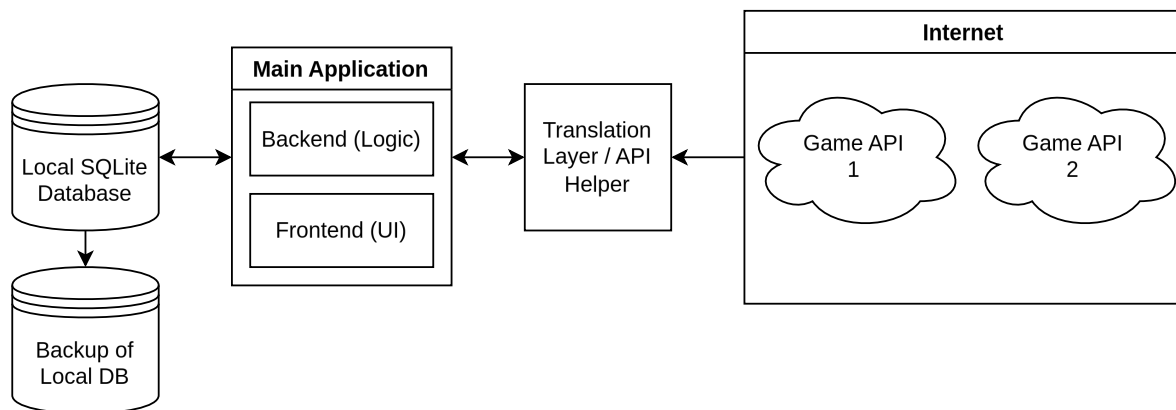 Internet
Main Application
Backend (Logic)
Frontend (UI)
Local SQLite
Database
Backup of
Local DB
Translation
Layer / API
Helper
Game API
1
Game API
2